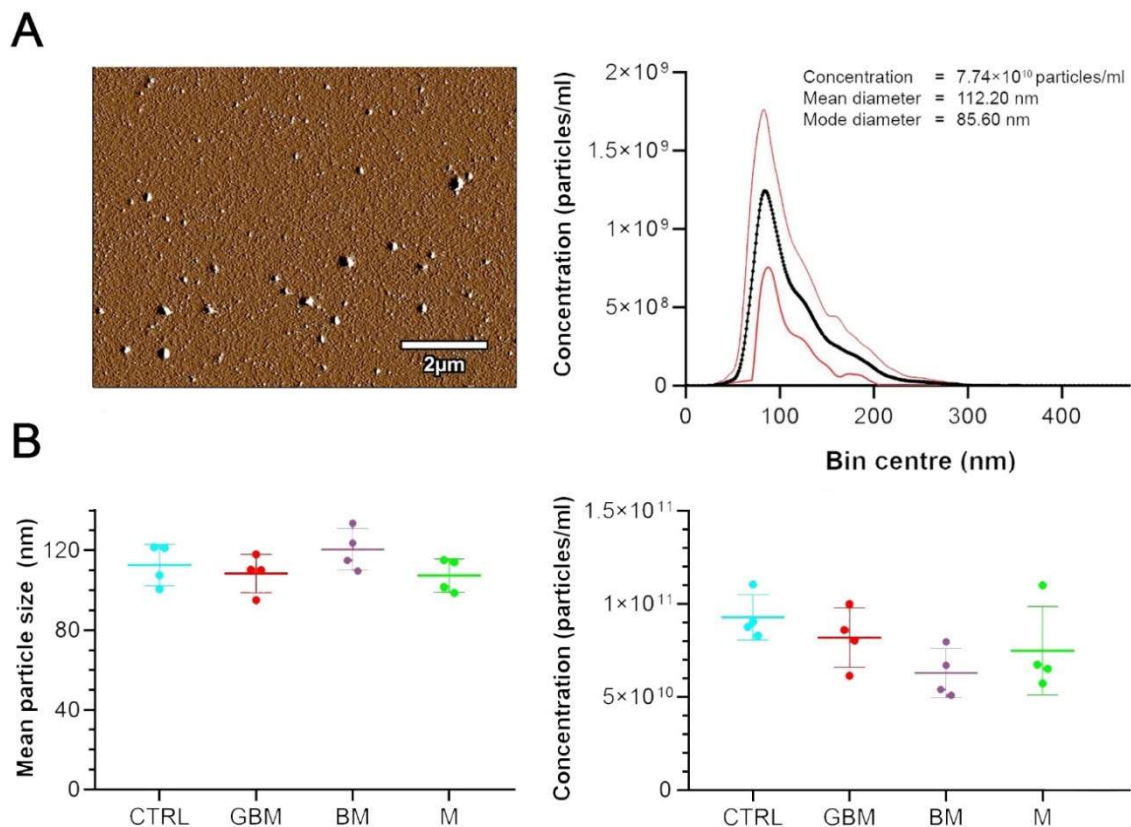 A
2µm
Concentration (particles/ml)
2×10⁹
1.5×10⁹
1×10⁹
5×10⁸
0
Concentration = 7.74×10¹⁰ particles/ml
Mean diameter = 112.20 nm
Mode diameter = 85.60 nm
0 100 200 300 400
Bin centre (nm)
B
Mean particle size (nm)
120
80
40
0
CTRL GBM BM M
Concentration (particles/ml)
1.5×10¹¹
1×10¹¹
5×10¹⁰
0
CTRL GBM BM M